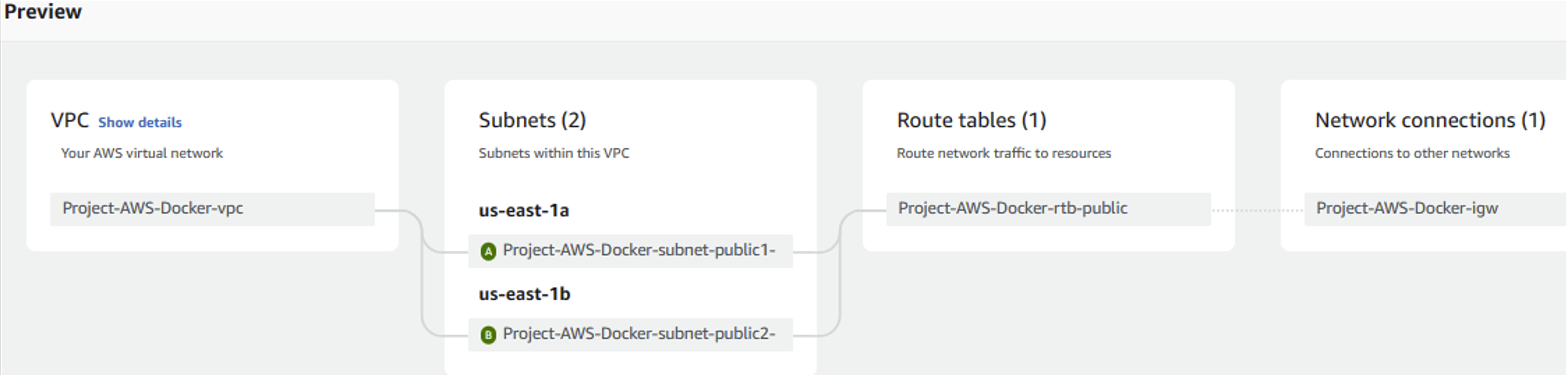 Preview
VPC Show details
Your AWS virtual network
Project-AWS-Docker-vpc
Subnets (2)
Subnets within this VPC
us-east-1a
A Project-AWS-Docker-subnet-public1-
us-east-1b
B Project-AWS-Docker-subnet-public2-
Route tables (1)
Route network traffic to resources
Project-AWS-Docker-rtb-public
Network connections (1)
Connections to other networks
Project-AWS-Docker-igw